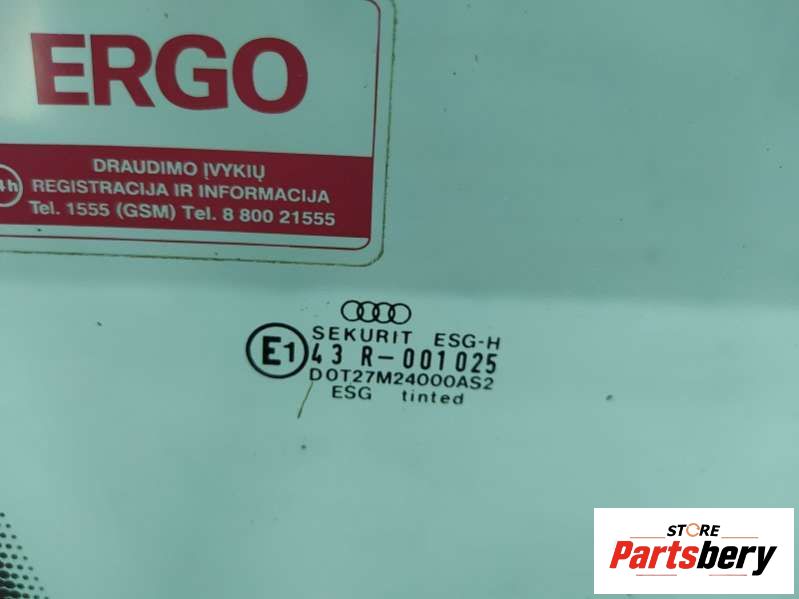 ERGO
DRAUDIMO ĮVYKIŲ
REGISTRACIJA IR INFORMACIJA
Tel. 1555 (GSM) Tel. 8 800 21555
SEKURIT ESG-H
E1 43 R-001025
DOT27M24000AS2
ESG tinted
STORE
Partsbery